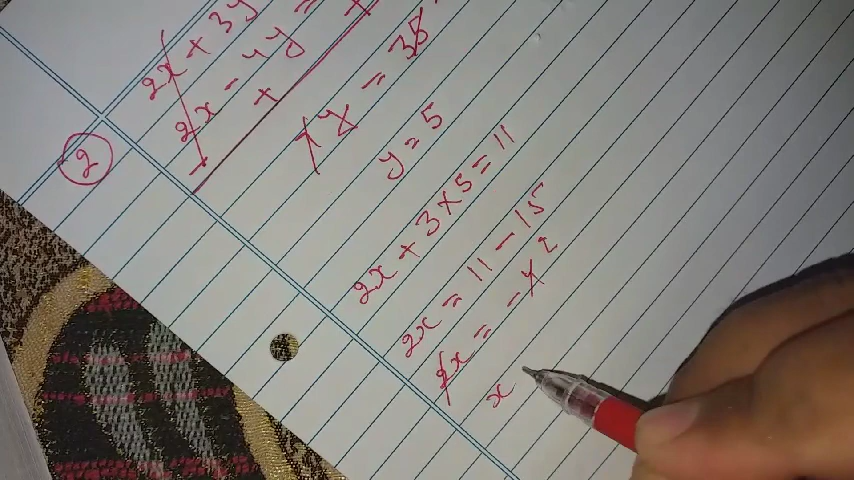 2
2x + 3y =
2x - 4y
- + +
7y = 35
y = 5
2x + 3 × 5 = 11
2x = 11 - 15
2x = - 4 2
x